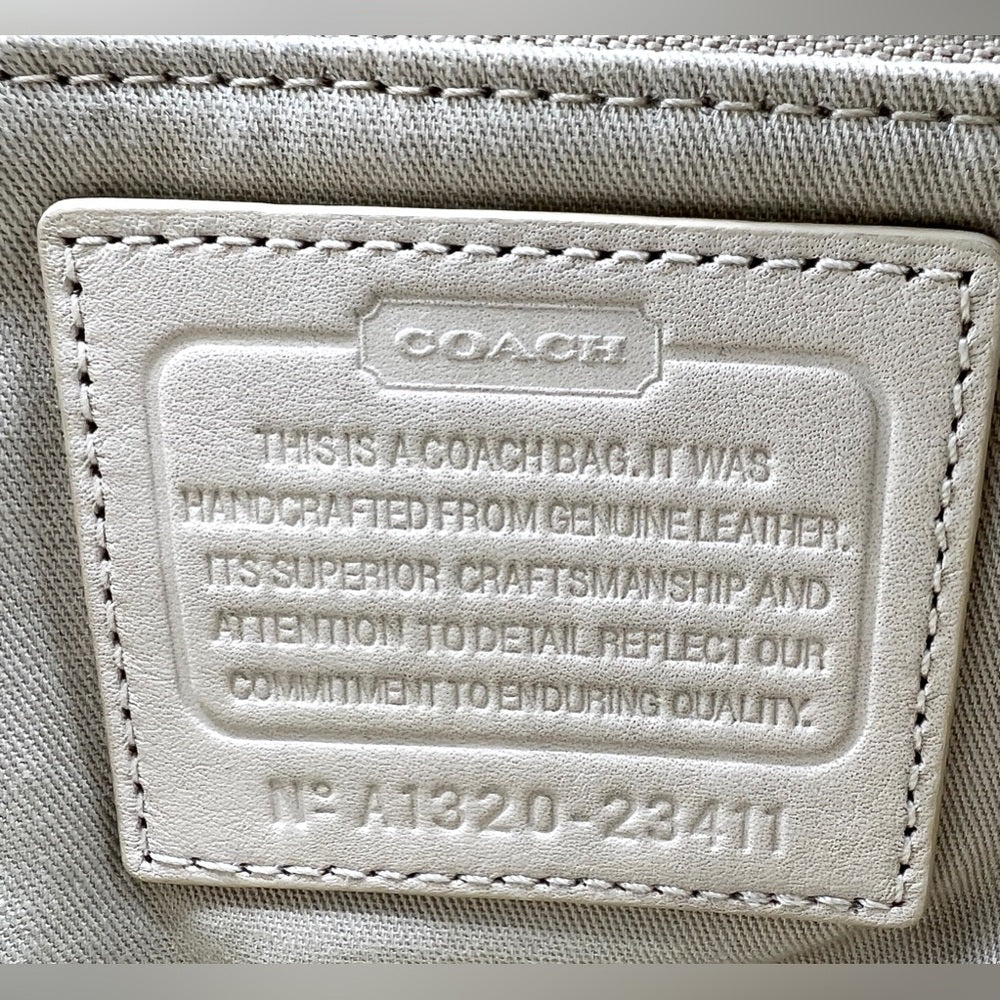 COACH
THIS IS A COACH BAG. IT WAS
HANDCRAFTED FROM GENUINE LEATHER.
ITS SUPERIOR CRAFTSMANSHIP AND
ATTENTION TO DETAIL REFLECT OUR
COMMITMENT TO ENDURING QUALITY.
Nº A1320-23411